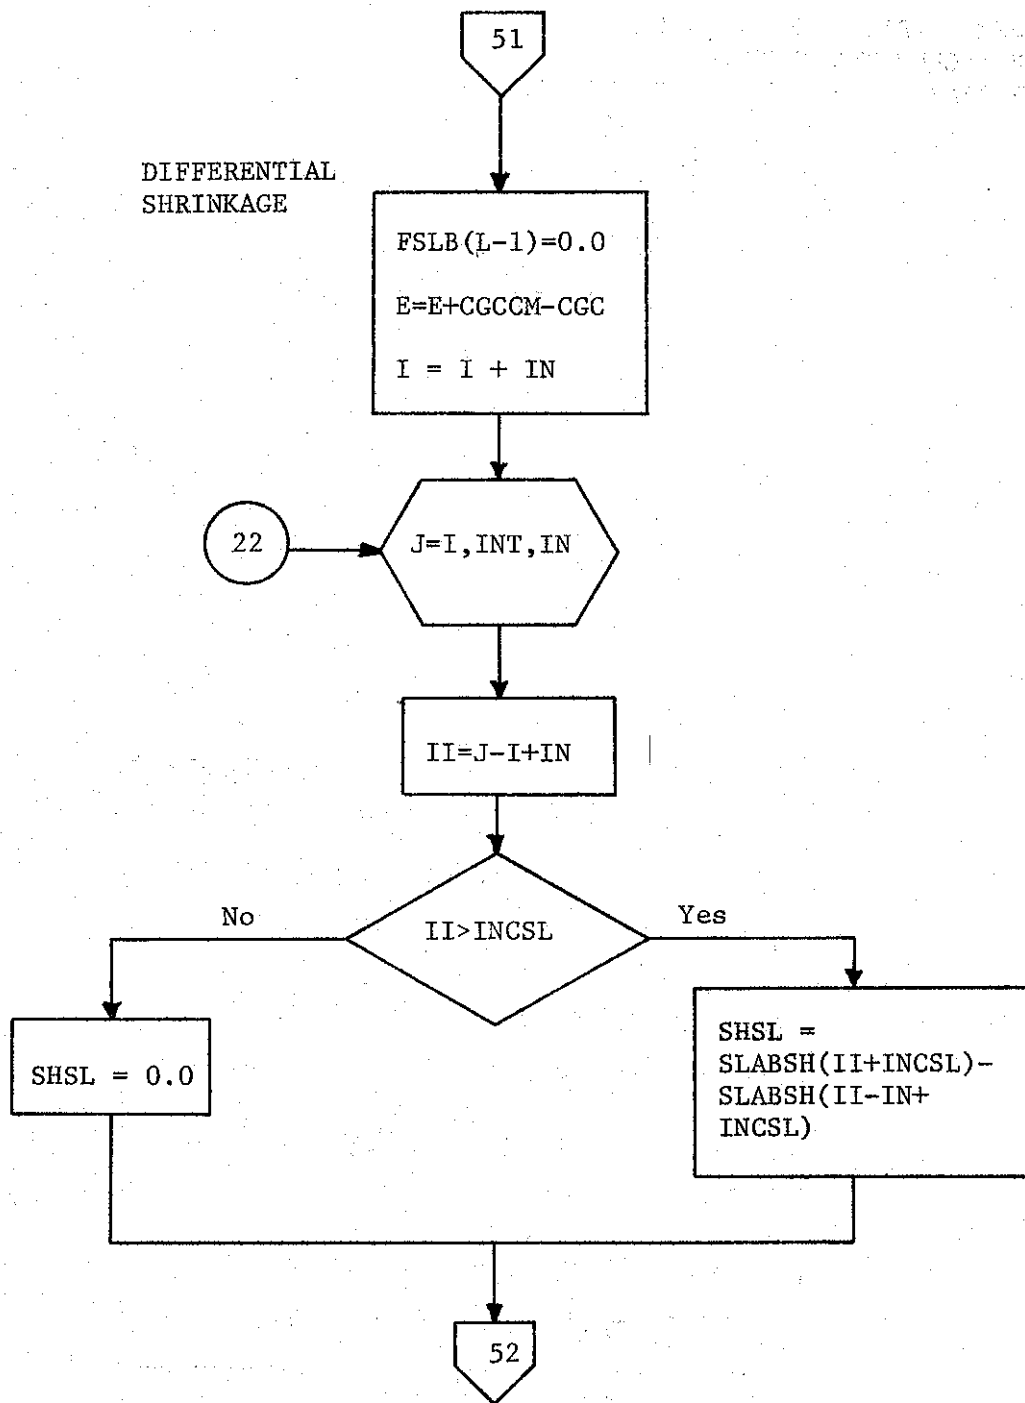 51
DIFFERENTIAL
SHRINKAGE
FSLB(L-1)=0.0
E=E+CGCCM-CGC
I = I + IN
22
J=I,INT,IN
II=J-I+IN
II>INCSL
No
Yes
SHSL = 0.0
SHSL =
SLABSH(II+INCSL)-
SLABSH(II-IN+
INCSL)
52